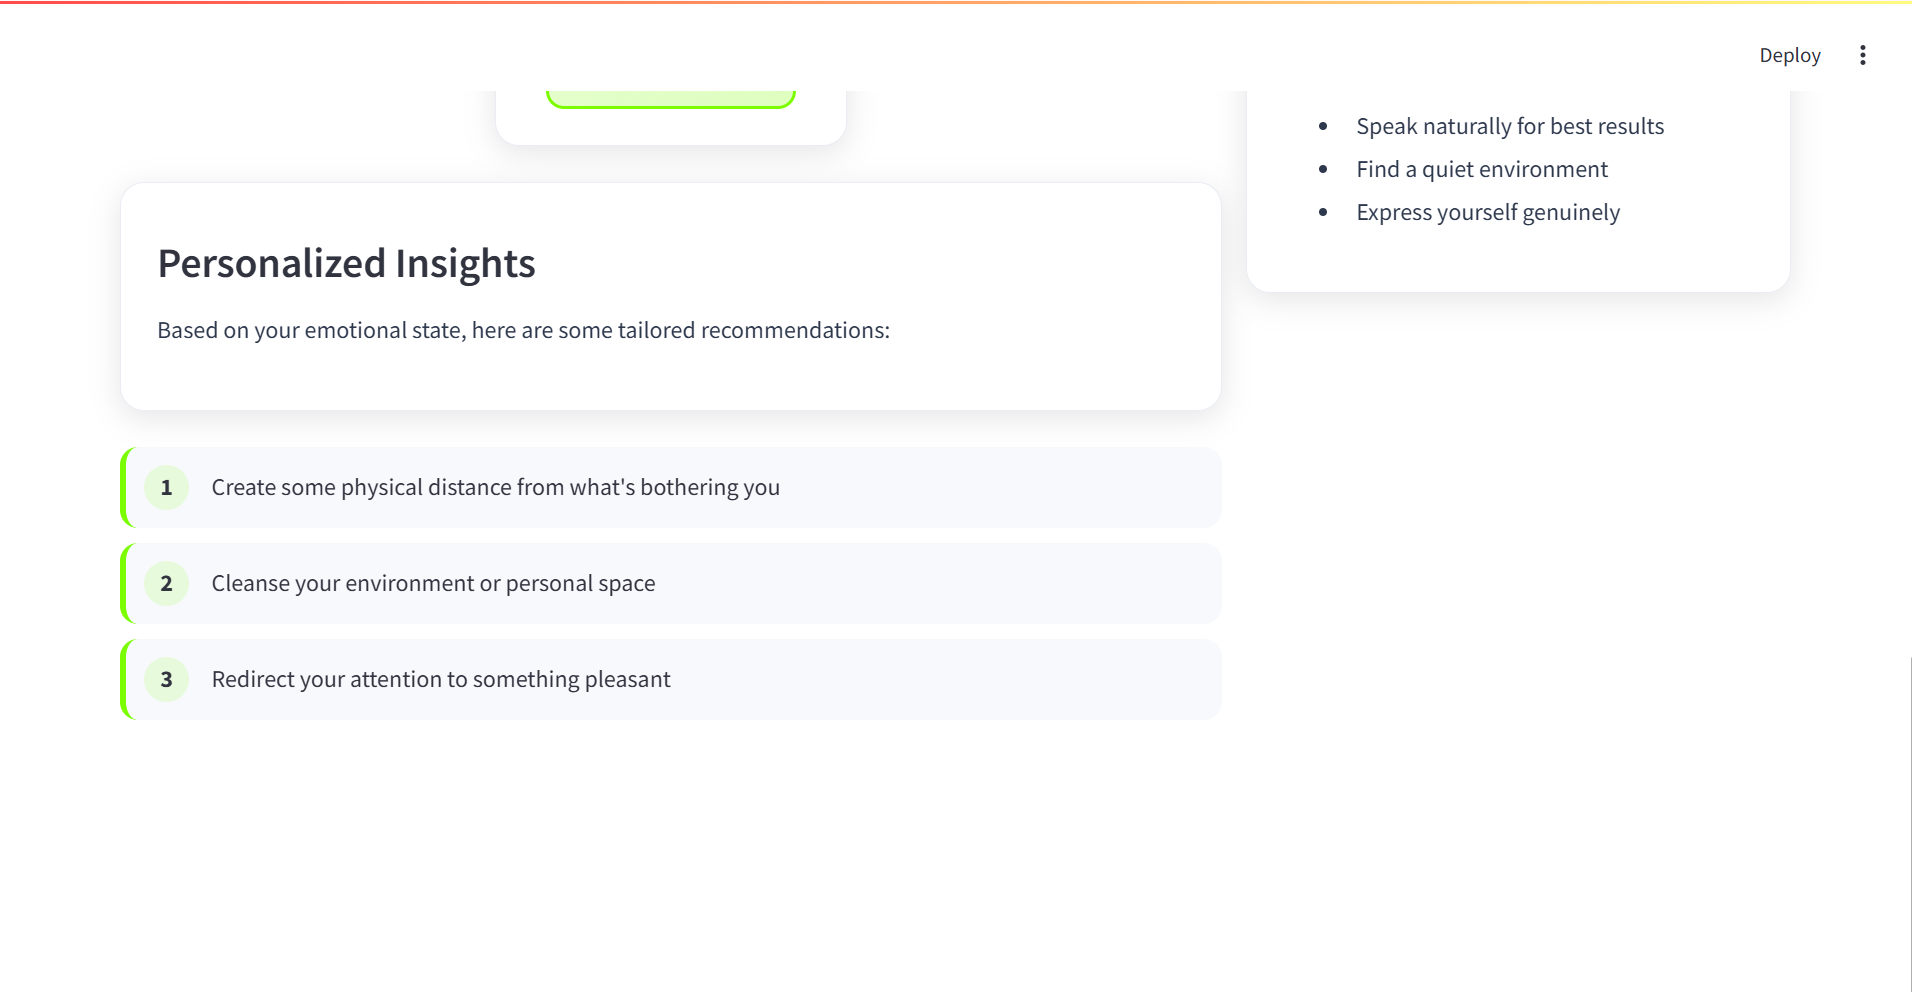 Deploy
Speak naturally for best results
Find a quiet environment
Express yourself genuinely
Personalized Insights
Based on your emotional state, here are some tailored recommendations:
1 Create some physical distance from what's bothering you
2 Cleanse your environment or personal space
3 Redirect your attention to something pleasant